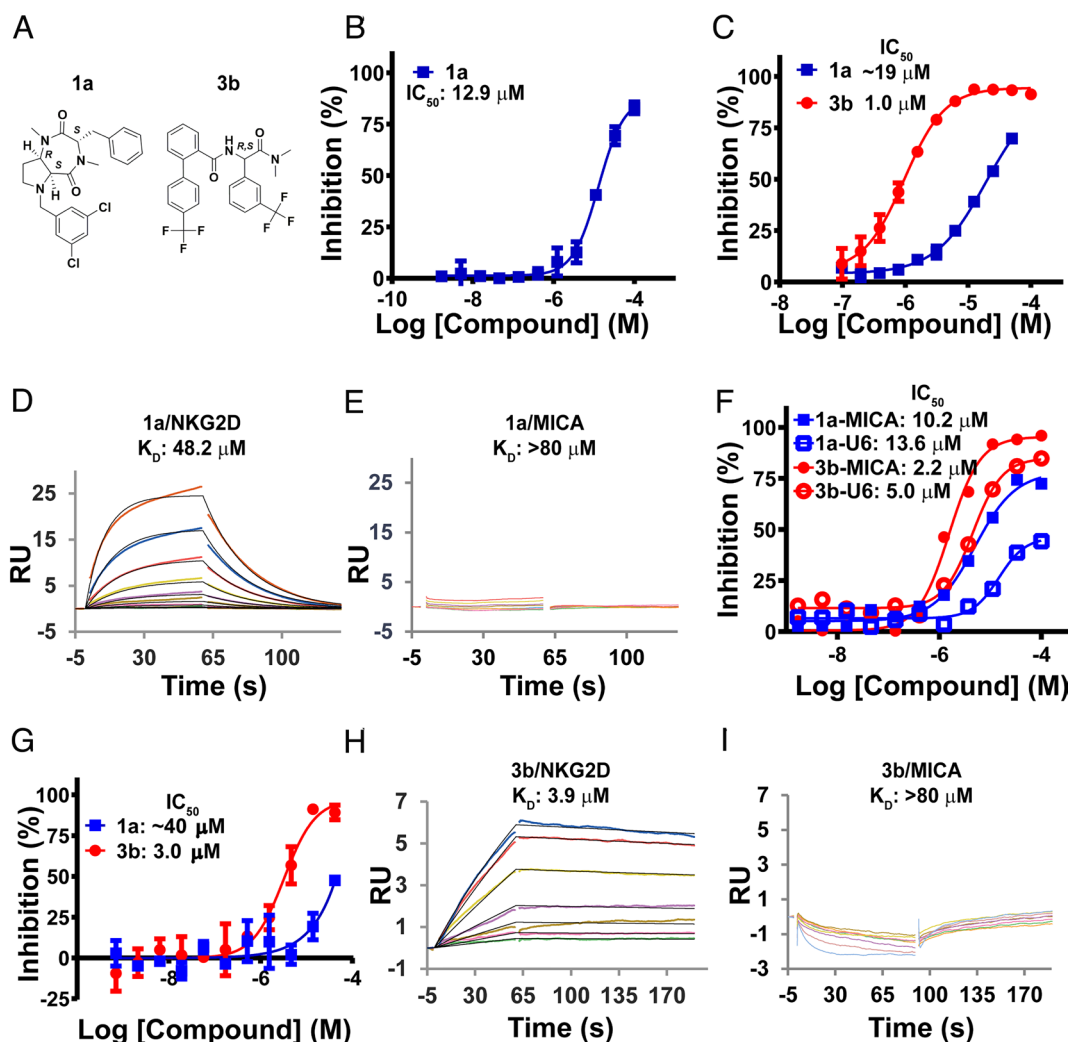 A
1a
3b
O
S
N
R
S
H
N
N
O
H
Cl
Cl
O
NH
O
R,S
N
O
F
F
F
F
F
F
B
1a
IC50: 12.9 μM
100
75
50
25
0
-10
-8
-6
-4
Inhibition (%)
Log [Compound] (M)
C
IC50
1a ~19 μM
3b 1.0 μM
100
75
50
25
0
-8
-7
-6
-5
-4
Inhibition (%)
Log [Compound] (M)
D
1a/NKG2D
KD: 48.2 μM
25
15
5
-5
-5
30
65
100
RU
Time (s)
E
1a/MICA
KD: >80 μM
25
15
5
-5
-5
30
65
100
RU
Time (s)
F
IC50
1a-MICA: 10.2 μM
1a-U6: 13.6 μM
3b-MICA: 2.2 μM
3b-U6: 5.0 μM
100
75
50
25
0
-8
-6
-4
Inhibition (%)
Log [Compound] (M)
G
IC50
1a: ~40 μM
3b: 3.0 μM
100
75
50
25
0
-25
-8
-6
-4
Inhibition (%)
Log [Compound] (M)
H
3b/NKG2D
KD: 3.9 μM
7
5
3
1
-1
-5
30
65
100
135
170
RU
Time (s)
I
3b/MICA
KD: >80 μM
7
5
3
1
-1
-3
-5
30
65
100
135
170
RU
Time (s)